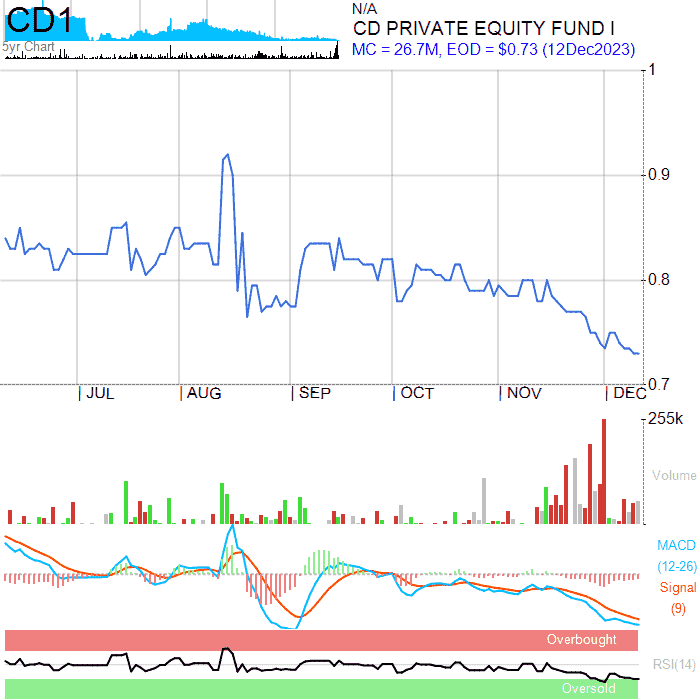 CD1
5yr Chart
N/A
CD PRIVATE EQUITY FUND I
MC = 26.7M, EOD = $0.73 (12Dec2023)
1
0.9
0.8
0.7
JUL
AUG
SEP
OCT
NOV
DEC
255k
Volume
MACD
(12-26)
Signal
(9)
Overbought
RSI(14)
Oversold